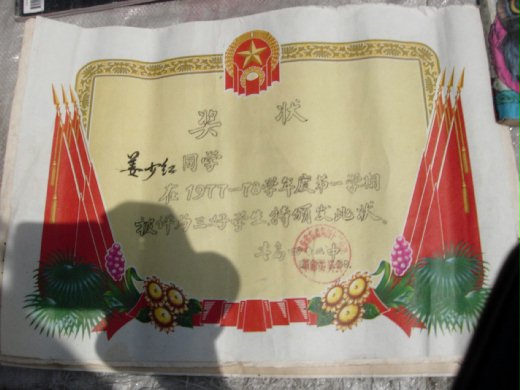 奖状
姜少红同学
在1977-78学年度第一学期
被评为三好学生特颁发此状
中